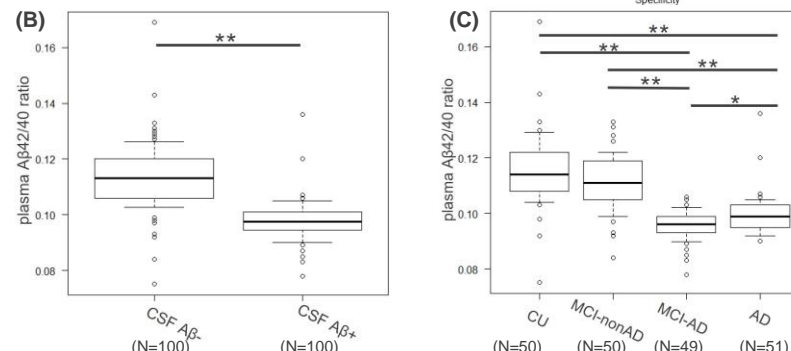 Specificity
(B)
**
plasma Aβ42/40 ratio
0.16
0.14
0.12
0.10
0.08
CSF Aβ-
(N=100)
CSF Aβ+
(N=100)
(C)
**
**
**
**
*
plasma Aβ42/40 ratio
0.16
0.14
0.12
0.10
0.08
CU
(N=50)
MCI-nonAD
(N=50)
MCI-AD
(N=49)
AD
(N=51)